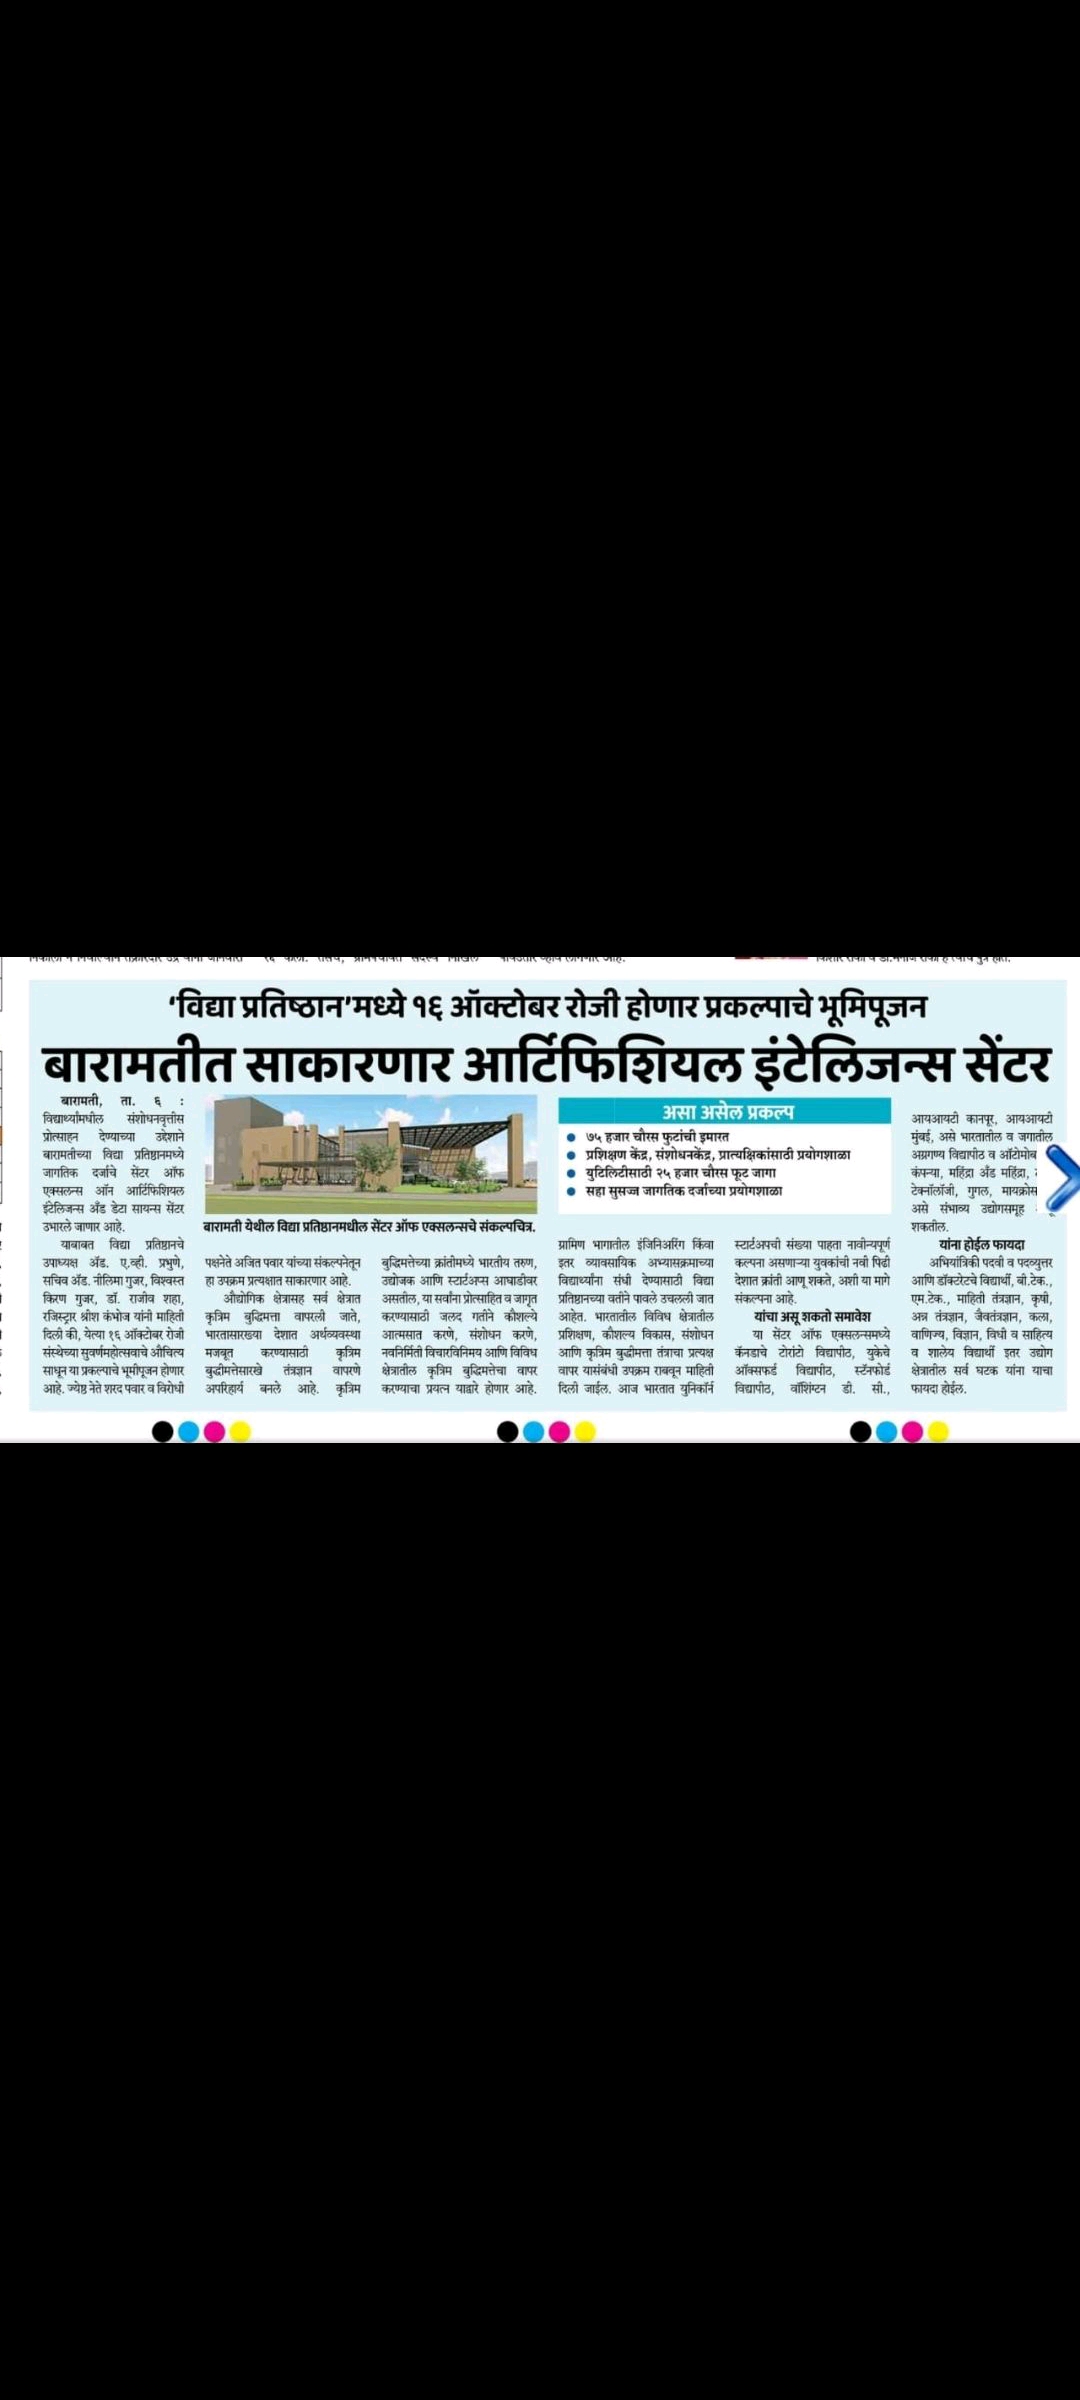 ‘विद्या प्रतिष्ठान’मध्ये १६ ऑक्टोबर रोजी होणार प्रकल्पाचे भूमिपूजन
बारामतीत साकारणार आर्टिफिशियल इंटेलिजन्स सेंटर
बारामती, ता. ६ :
विद्यार्थ्यांमधील संशोधनवृत्तीस
प्रोत्साहन देण्याच्या उद्देशाने
बारामतीच्या विद्या प्रतिष्ठानमध्ये
जागतिक दर्जाचे सेंटर ऑफ
एक्सलन्स ऑन आर्टिफिशियल
इंटेलिजन्स अँड डेटा सायन्स सेंटर
उभारले जाणार आहे.
याबाबत विद्या प्रतिष्ठानचे
उपाध्यक्ष ॲड. ए.व्ही. प्रभुणे,
सचिव ॲड. नीलिमा गुजर, विश्वस्त
किरण गुजर, डॉ. राजीव शहा,
रजिस्ट्रार श्रीश कंभोज यांनी माहिती
दिली की, येत्या १६ ऑक्टोबर रोजी
संस्थेच्या सुवर्णमहोत्सवाचे औचित्य
साधून या प्रकल्पाचे भूमीपूजन होणार
आहे. ज्येष्ठ नेते शरद पवार व विरोधी
बारामती येथील विद्या प्रतिष्ठानमधील सेंटर ऑफ एक्सलन्सचे संकल्पचित्र.
पक्षनेते अजित पवार यांच्या संकल्पनेतून
हा उपक्रम प्रत्यक्षात साकारणार आहे.
औद्योगिक क्षेत्रासह सर्व क्षेत्रात
कृत्रिम बुद्धिमत्ता वापरली जाते,
भारतासारख्या देशात अर्थव्यवस्था
मजबूत करण्यासाठी कृत्रिम
बुद्धीमत्तेसारखे तंत्रज्ञान वापरणे
अपरिहार्य बनले आहे. कृत्रिम
बुद्धिमत्तेच्या क्रांतीमध्ये भारतीय तरुण,
उद्योजक आणि स्टार्टअप्स आघाडीवर
असतील, या सर्वांना प्रोत्साहित व जागृत
करण्यासाठी जलद गतीने कौशल्ये
आत्मसात करणे, संशोधन करणे,
नवनिर्मिती विचारविनिमय आणि विविध
क्षेत्रातील कृत्रिम बुद्धिमत्तेचा वापर
करण्याचा प्रयत्न याद्वारे होणार आहे.
असा असेल प्रकल्प
● ७५ हजार चौरस फुटांची इमारत
● प्रशिक्षण केंद्र, संशोधनकेंद्र, प्रात्यक्षिकांसाठी प्रयोगशाळा
● युटिलिटीसाठी २५ हजार चौरस फूट जागा
● सहा सुसज्ज जागतिक दर्जाच्या प्रयोगशाळा
ग्रामिण भागातील इंजिनिअरिंग किंवा
इतर व्यावसायिक अभ्यासक्रमाच्या
विद्यार्थ्यांना संधी देण्यासाठी विद्या
प्रतिष्ठानच्या वतीने पावले उचलली जात
आहेत. भारतातील विविध क्षेत्रातील
प्रशिक्षण, कौशल्य विकास, संशोधन
आणि कृत्रिम बुद्धीमत्ता तंत्राचा प्रत्यक्ष
वापर यासंबंधी उपक्रम राबवून माहिती
दिली जाईल. आज भारतात युनिकॉर्न
स्टार्टअपची संख्या पाहता नावीन्यपूर्ण
कल्पना असणाऱ्या युवकांची नवी पिढी
देशात क्रांती आणू शकते, अशी या मागे
संकल्पना आहे.
यांचा असू शकतो समावेश
या सेंटर ऑफ एक्सलन्समध्ये
कॅनडाचे टोरांटो विद्यापीठ, युकेचे
ऑक्सफर्ड विद्यापीठ, स्टॅनफोर्ड
विद्यापीठ, वॉशिंग्टन डी. सी.,
आयआयटी कानपूर, आयआयटी
मुंबई, असे भारतातील व जगातील
अग्रगण्य विद्यापीठ व
कंपन्या, महिंद्रा अँड महिंद्रा,
टेक्नॉलॉजी, गुगल,
असे संभाव्य उद्योगसमूह
शकतील.
यांना होईल फायदा
अभियांत्रिकी पदवी व पदव्युत्तर
आणि डॉक्टरेटचे विद्यार्थी, बी.टेक.,
एम.टेक., माहिती तंत्रज्ञान, कृषी,
अन्न तंत्रज्ञान, जैवतंत्रज्ञान, कला,
वाणिज्य, विज्ञान, विधी व साहित्य
व शालेय विद्यार्थी इतर उद्योग
क्षेत्रातील सर्व घटक यांना याचा
फायदा होईल.